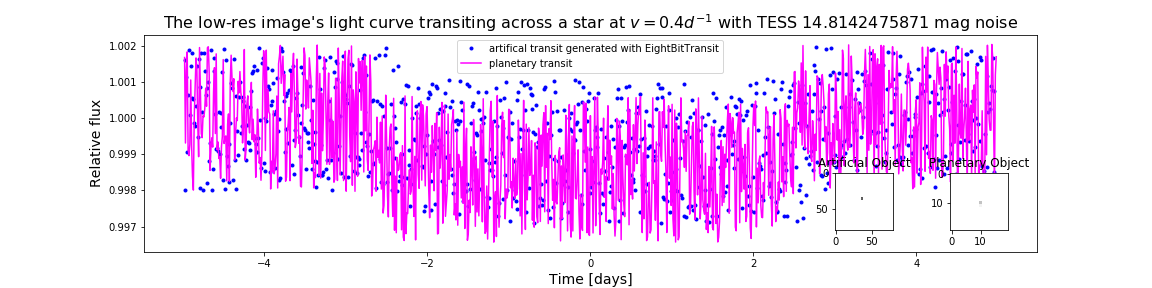 The low-res image's light curve transiting across a star at v = 0.4d⁻¹ with TESS 14.8142475871 mag noise
artifical transit generated with EightBitTransit
planetary transit
Relative flux
1.002
1.001
1.000
0.999
0.998
0.997
−4
−2
0
2
4
Time [days]
Artificial Object
0
50
0
50
Planetary Object
0
10
0
10